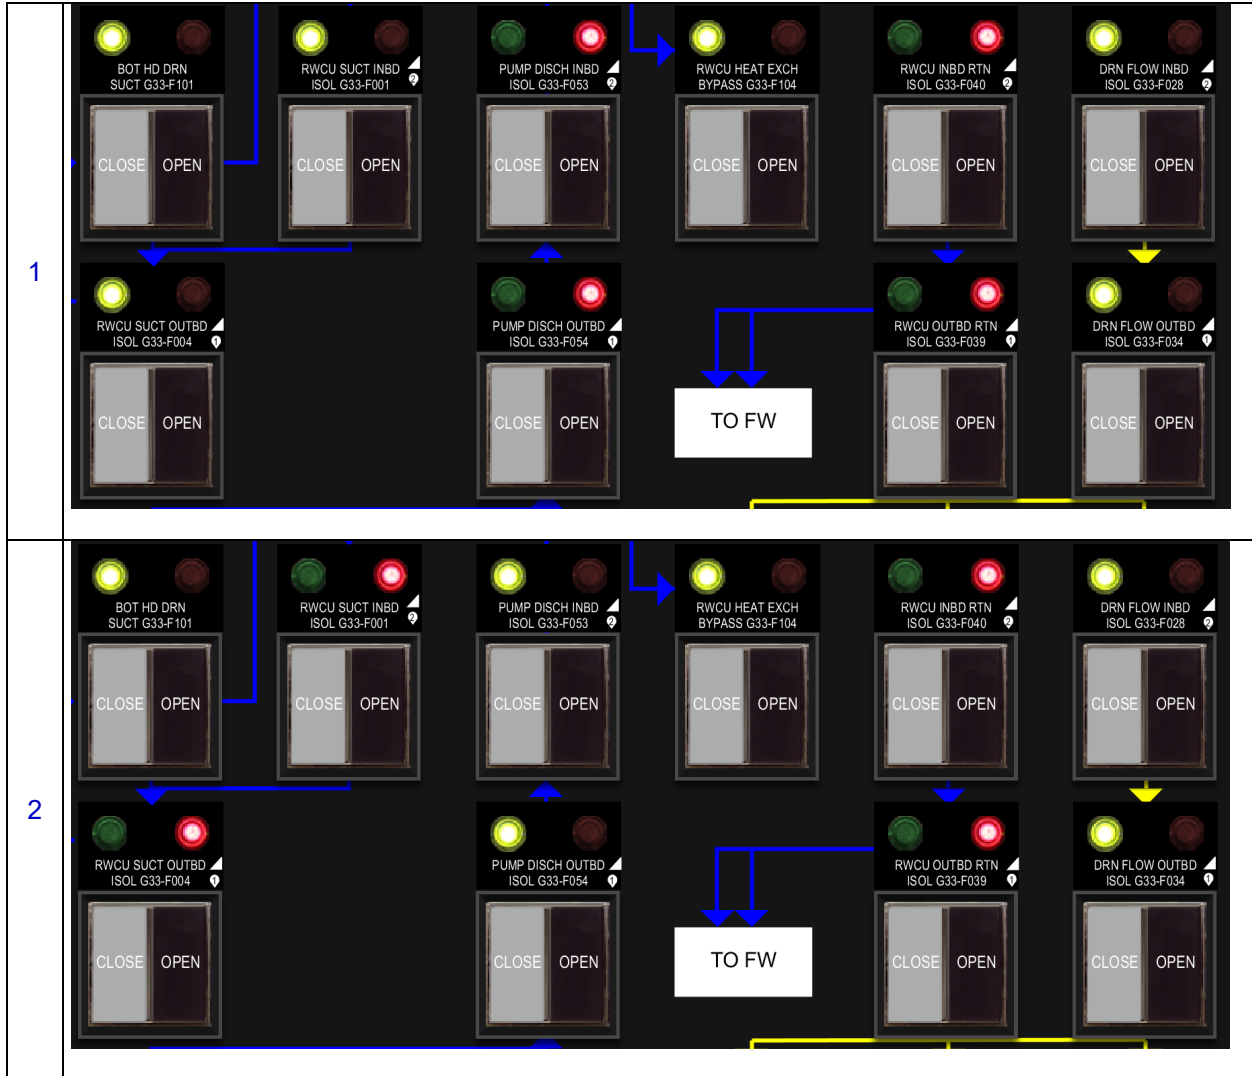 1
BOT HD DRN
SUCT G33-F101
RWCU SUCT INBD
ISOL G33-F001
2
PUMP DISCH INBD
ISOL G33-F053
2
RWCU HEAT EXCH
BYPASS G33-F104
RWCU INBD RTN
ISOL G33-F040
2
DRN FLOW INBD
ISOL G33-F028
2
CLOSE OPEN
CLOSE OPEN
CLOSE OPEN
CLOSE OPEN
CLOSE OPEN
CLOSE OPEN
RWCU SUCT OUTBD
ISOL G33-F004
1
PUMP DISCH OUTBD
ISOL G33-F054
1
RWCU OUTBD RTN
ISOL G33-F039
1
DRN FLOW OUTBD
ISOL G33-F034
1
CLOSE OPEN
CLOSE OPEN
TO FW
CLOSE OPEN
CLOSE OPEN
2
BOT HD DRN
SUCT G33-F101
RWCU SUCT INBD
ISOL G33-F001
2
PUMP DISCH INBD
ISOL G33-F053
2
RWCU HEAT EXCH
BYPASS G33-F104
RWCU INBD RTN
ISOL G33-F040
2
DRN FLOW INBD
ISOL G33-F028
2
CLOSE OPEN
CLOSE OPEN
CLOSE OPEN
CLOSE OPEN
CLOSE OPEN
CLOSE OPEN
RWCU SUCT OUTBD
ISOL G33-F004
1
PUMP DISCH OUTBD
ISOL G33-F054
1
RWCU OUTBD RTN
ISOL G33-F039
1
DRN FLOW OUTBD
ISOL G33-F034
1
CLOSE OPEN
CLOSE OPEN
TO FW
CLOSE OPEN
CLOSE OPEN